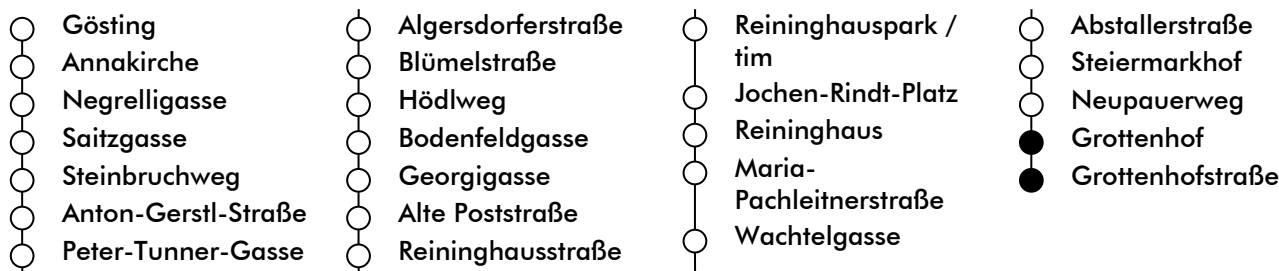 Gösting
Annakirche
Negrelligasse
Saitzgasse
Steinbruchweg
Anton-Gerstl-Straße
Peter-Tunner-Gasse
Algersdorferstraße
Blümelstraße
Hödlweg
Bodenfeldgasse
Georgigasse
Alte Poststraße
Reininghausstraße
Reininghauspark /
tim
Jochen-Rindt-Platz
Reininghaus
Maria-
Pachleitnerstraße
Wachtelgasse
Abstallerstraße
Steiermarkhof
Neupauerweg
Grottenhof
Grottenhofstraße